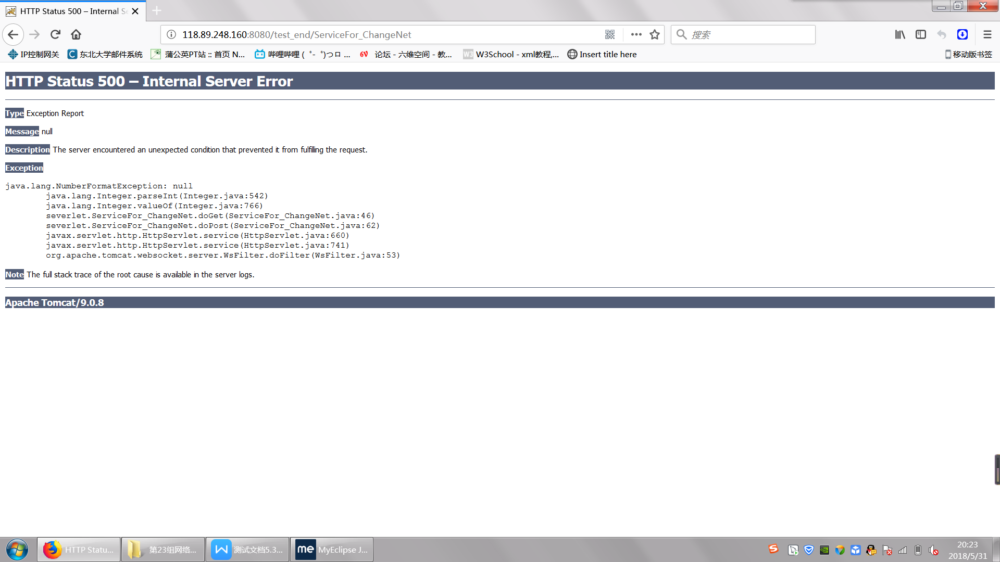 HTTP Status 500 – Internal Se
118.89.248.160:8080/test_end/ServiceFor_ChangeNet
搜索
IP控制网关
东北大学邮件系统
蒲公英PT站 :: 首页 N...
哔哩哔哩 ( ゜- ゜)つロ ...
6V 论坛 - 六维空间 - 教...
W3 W3School - xml教程,...
Insert title here
移动版书签
HTTP Status 500 – Internal Server Error
Type Exception Report
Message null
Description The server encountered an unexpected condition that prevented it from fulfilling the request.
Exception
java.lang.NumberFormatException: null
java.lang.Integer.parseInt(Integer.java:542)
java.lang.Integer.valueOf(Integer.java:766)
severlet.ServiceFor_ChangeNet.doGet(ServiceFor_ChangeNet.java:46)
severlet.ServiceFor_ChangeNet.doPost(ServiceFor_ChangeNet.java:62)
javax.servlet.http.HttpServlet.service(HttpServlet.java:660)
javax.servlet.http.HttpServlet.service(HttpServlet.java:741)
org.apache.tomcat.websocket.server.WsFilter.doFilter(WsFilter.java:53)
Note The full stack trace of the root cause is available in the server logs.
Apache Tomcat/9.0.8
HTTP Statu...
第23组网络...
测试文档5.3...
me MyEclipse J...
20:23
2018/5/31